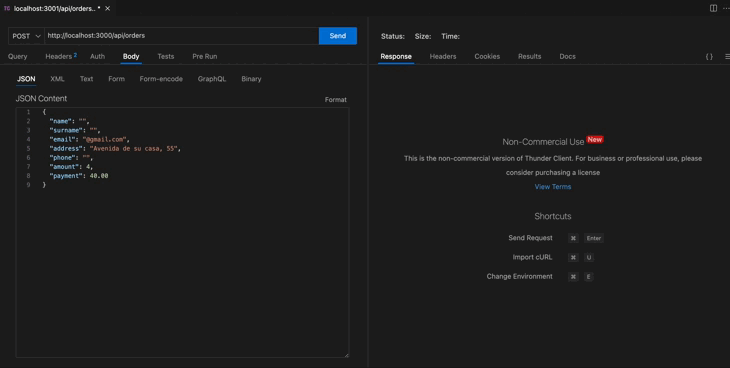 TC localhost:3001/api/orders.. * ×
POST http://localhost:3000/api/orders Send
Query Headers 2 Auth Body Tests Pre Run
JSON XML Text Form Form-encode GraphQL Binary
JSON Content Format
1 {
2 "name": "",
3 "surname": "",
4 "email": "@gmail.com",
5 "address": "Avenida de su casa, 55",
6 "phone": "",
7 "amount": 4,
8 "payment": 40.00
9 }
Status: Size: Time:
Response Headers Cookies Results Docs { }
Non-Commercial Use New
This is the non-commercial version of Thunder Client. For business or professional use, please
consider purchasing a license
View Terms
Shortcuts
Send Request ⌘ Enter
Import cURL ⌘ U
Change Environment ⌘ E